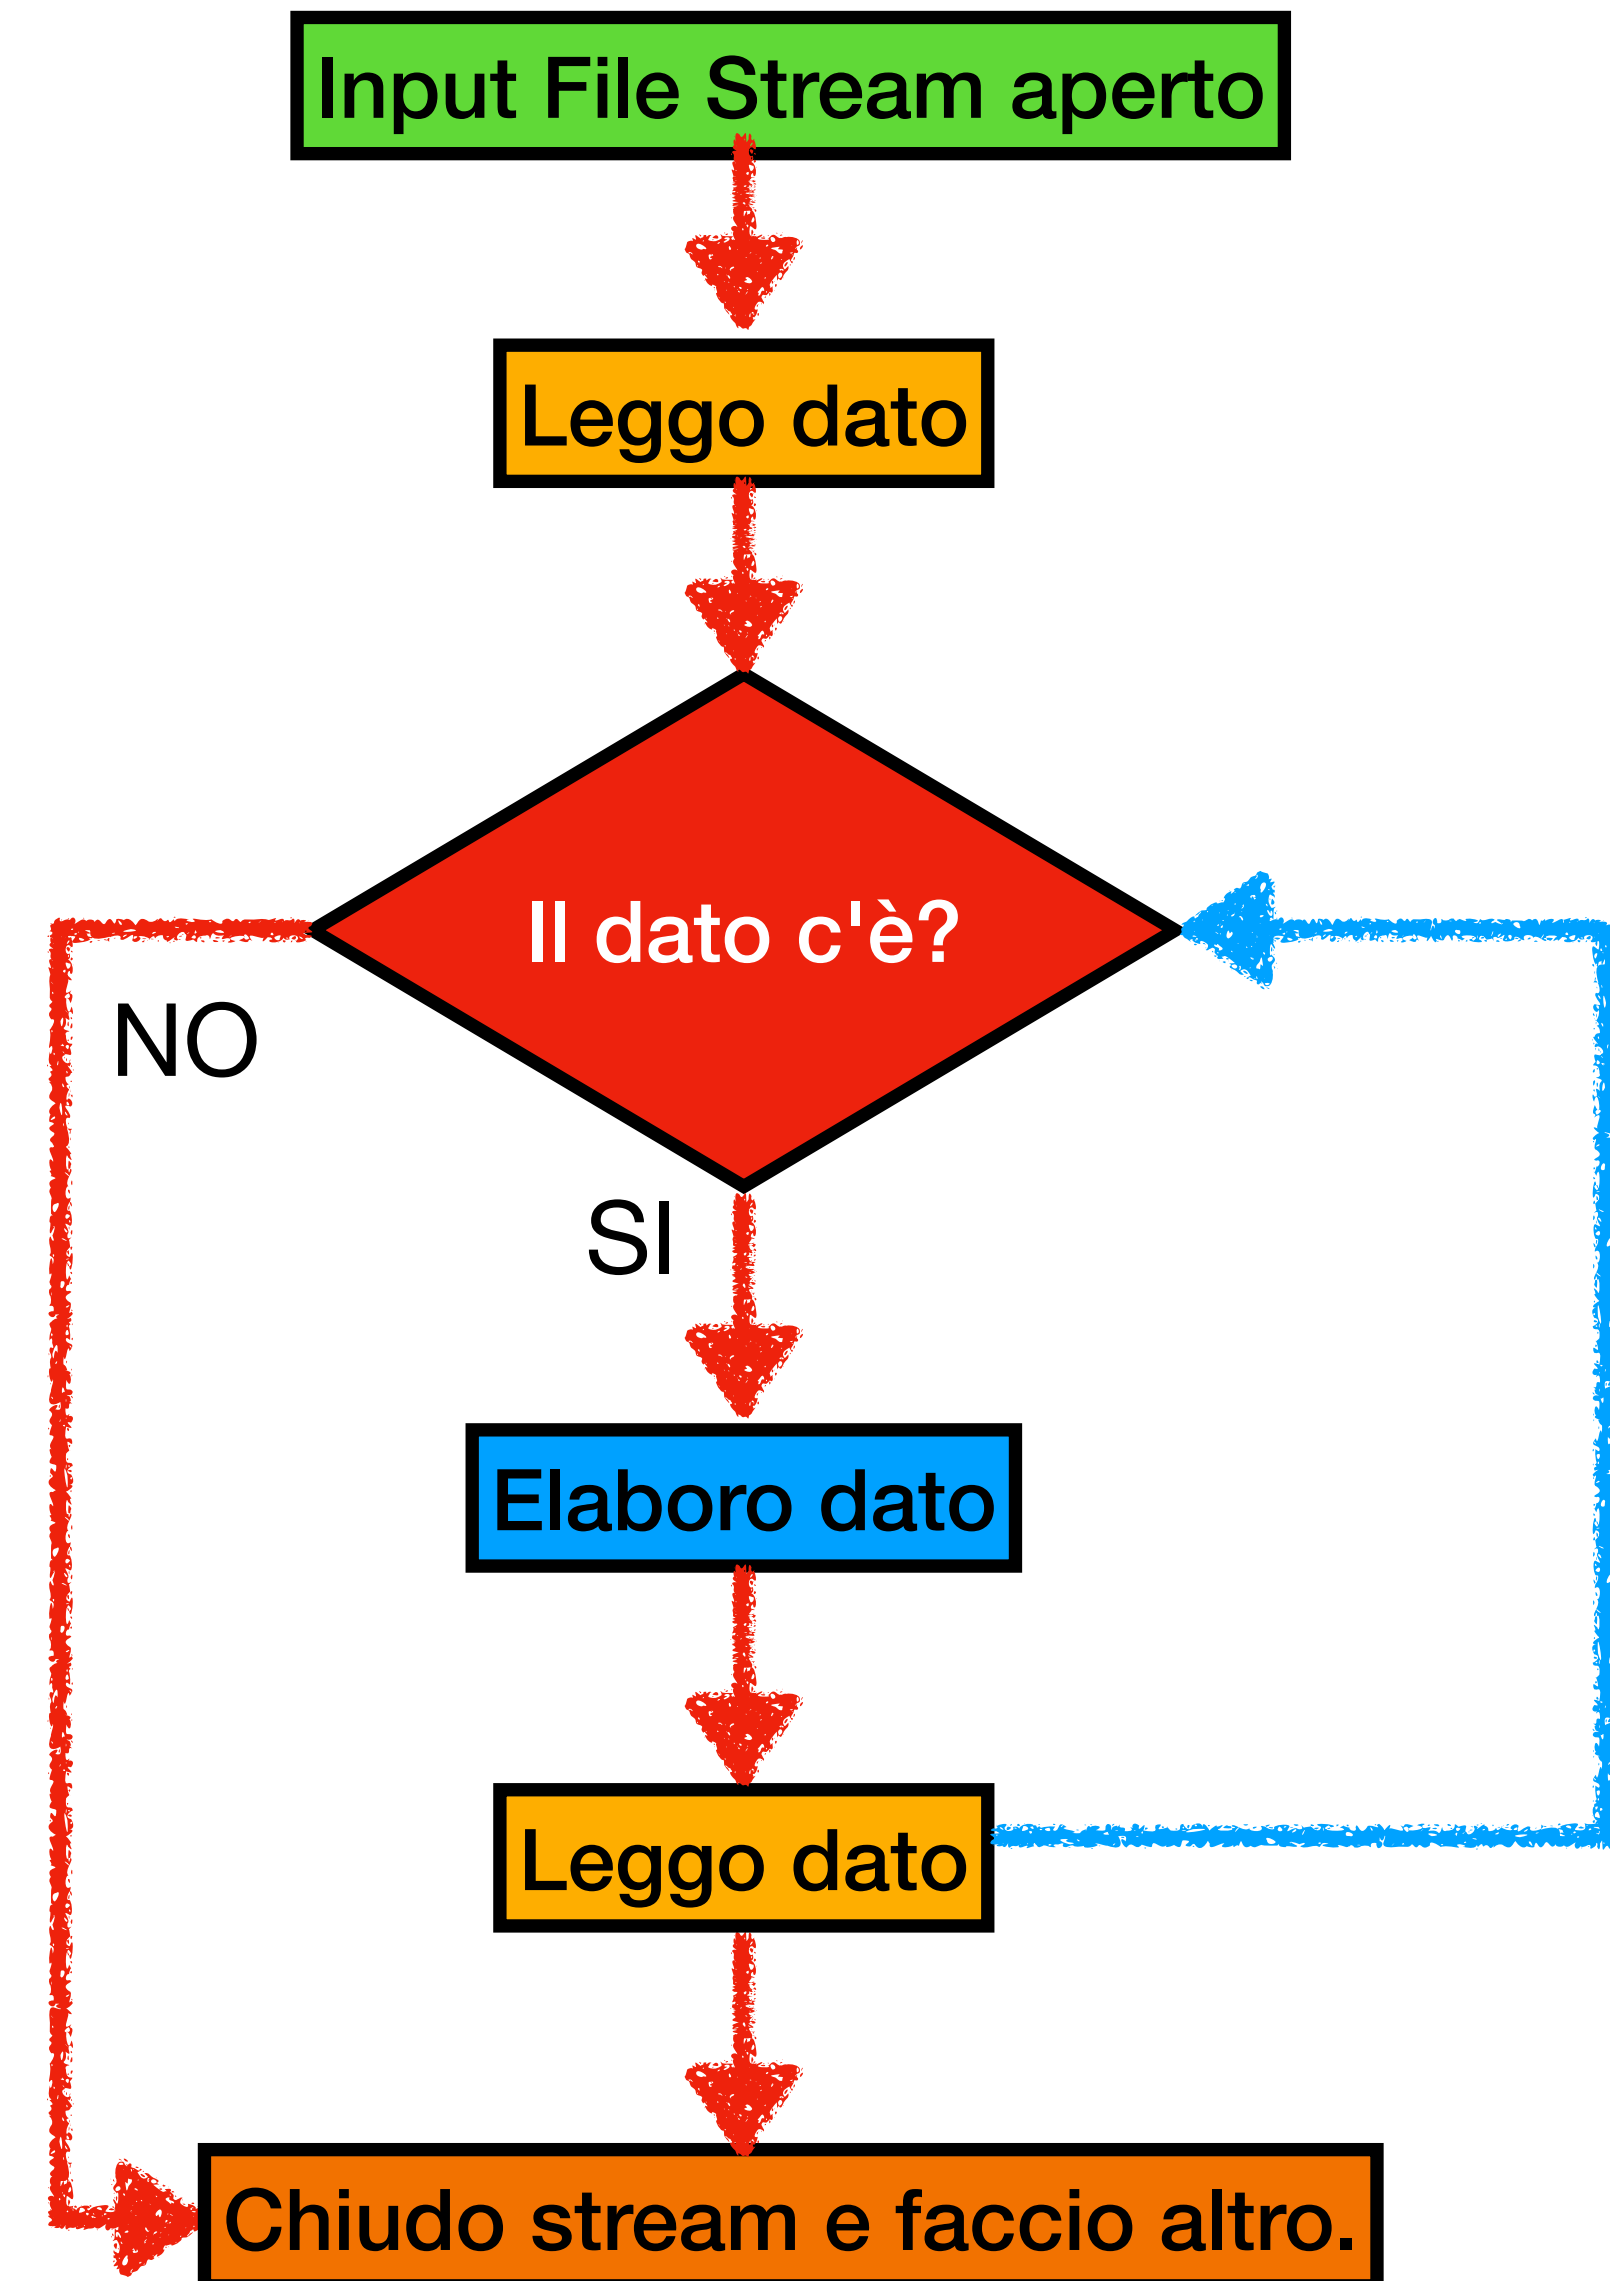 Input File Stream aperto
Leggo dato
Il dato c'è?
NO
SI
Elaboro dato
Leggo dato
Chiudo stream e faccio altro.